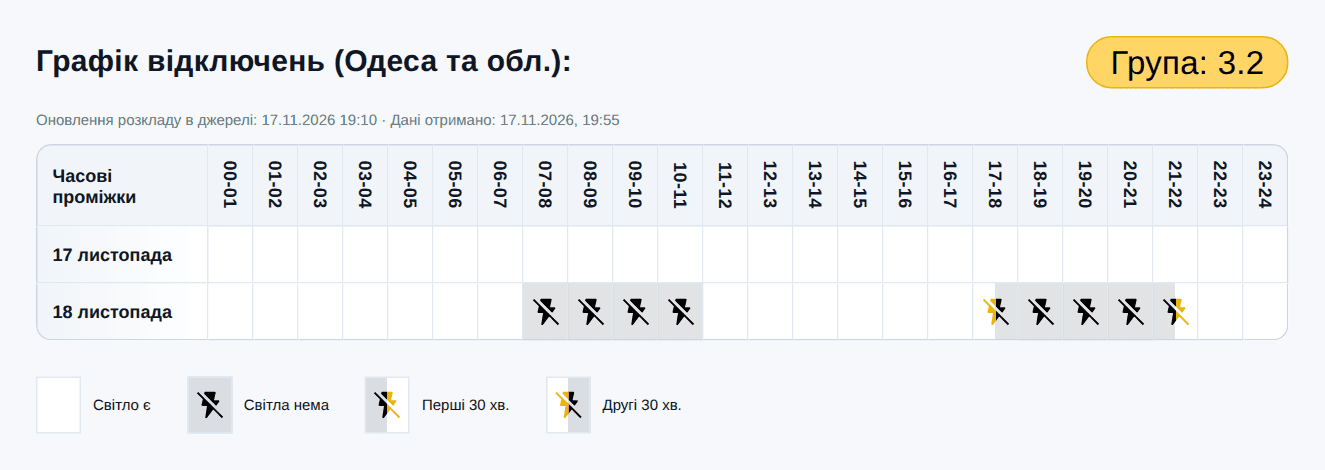 Графік відключень (Одеса та обл.):
Група: 3.2
Оновлення розкладу в джерелі: 17.11.2026 19:10 · Дані отримано: 17.11.2026, 19:55
Часові
проміжки
00-01
01-02
02-03
03-04
04-05
05-06
06-07
07-08
08-09
09-10
10-11
11-12
12-13
13-14
14-15
15-16
16-17
17-18
18-19
19-20
20-21
21-22
22-23
23-24
17 листопада
18 листопада
Світло є
Світла нема
Перші 30 хв.
Другі 30 хв.